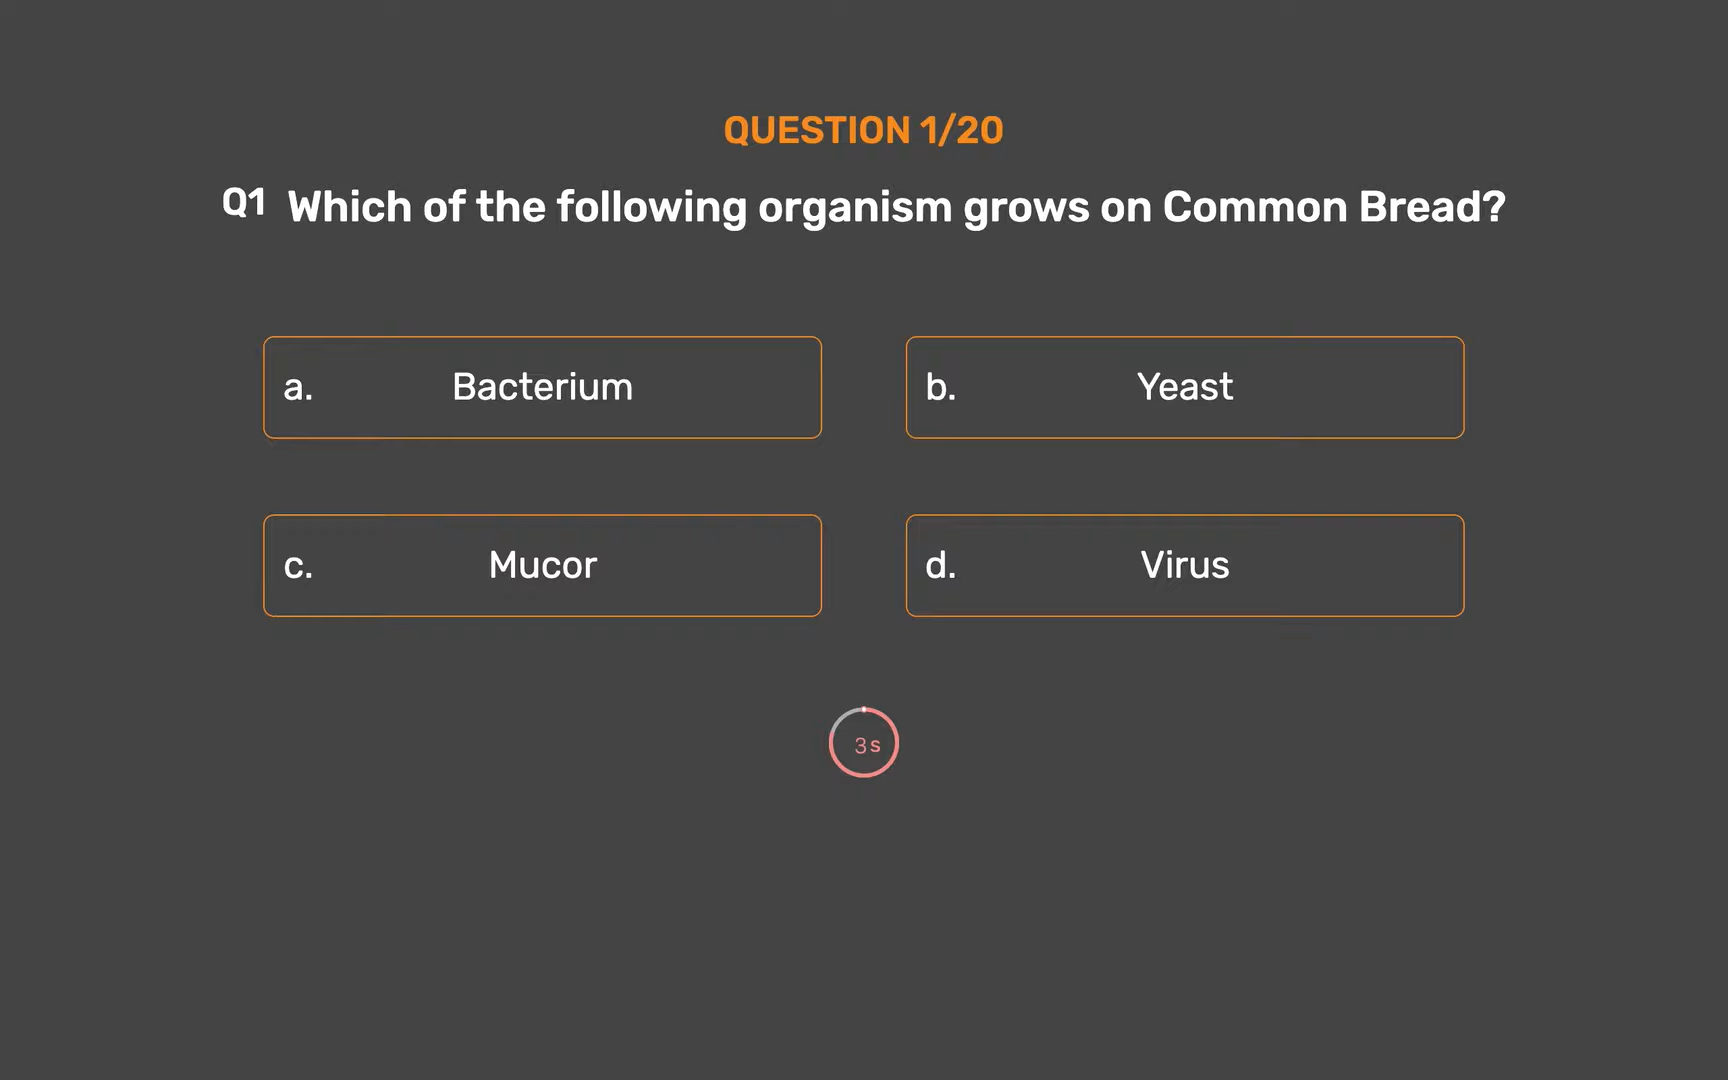 QUESTION 1/20
Q1 Which of the following organism grows on Common Bread?
a. Bacterium
b. Yeast
c. Mucor
d. Virus
3s